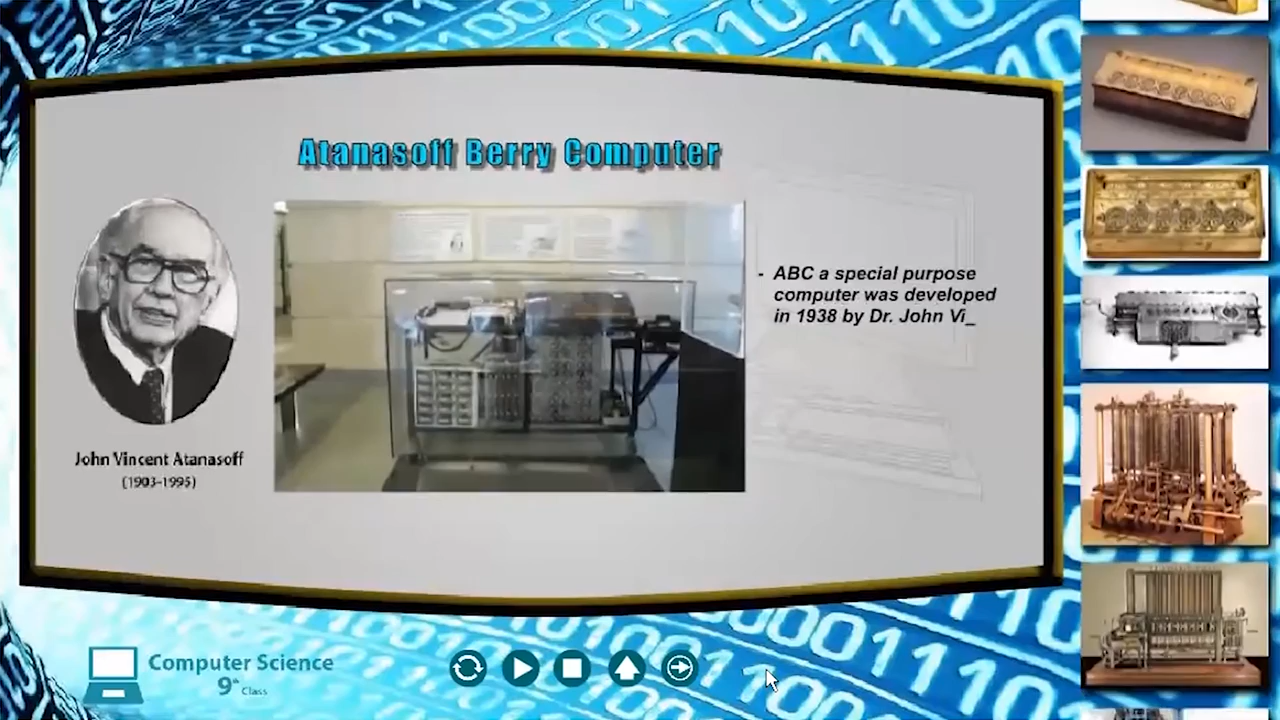 Atanasoff Berry Computer
- ABC a special purpose
computer was developed
in 1938 by Dr. John Vi_
John Vincent Atanasoff
(1903-1995)
Computer Science
9th Class